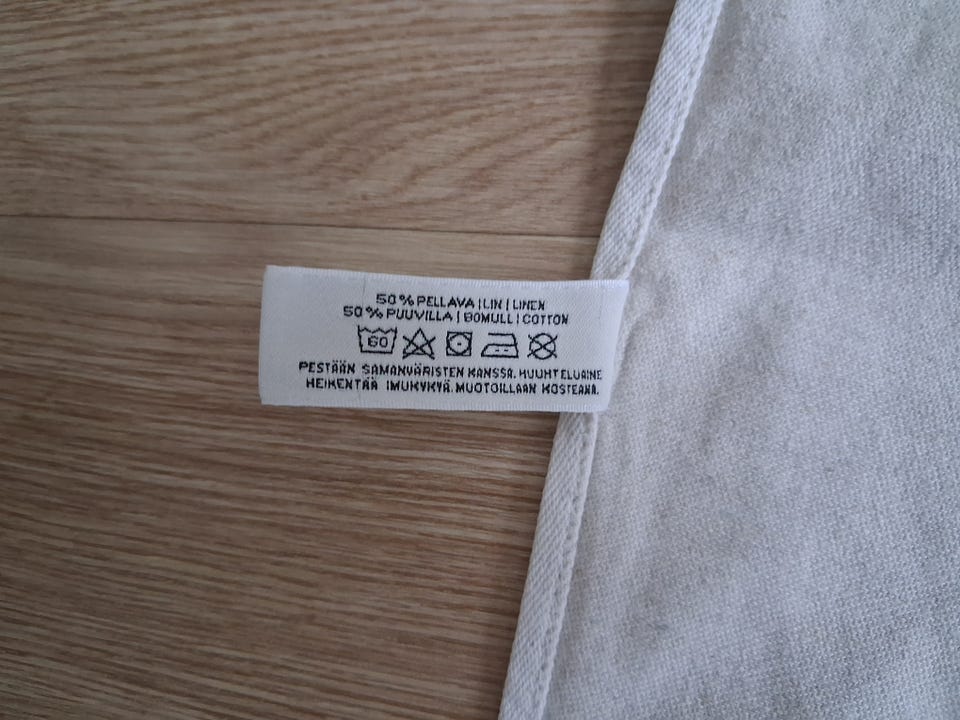 50% PELLAVA | LIN | LINEN
50% PUUVILLA | BOMULL | COTTON
60
PESTÄÄN SAMANVÄRISTEN KANSSA. HUUHTELUAINE
HEIKENTÄÄ IMUKYKYÄ. MUOTOILLAAN KOSTEANA.